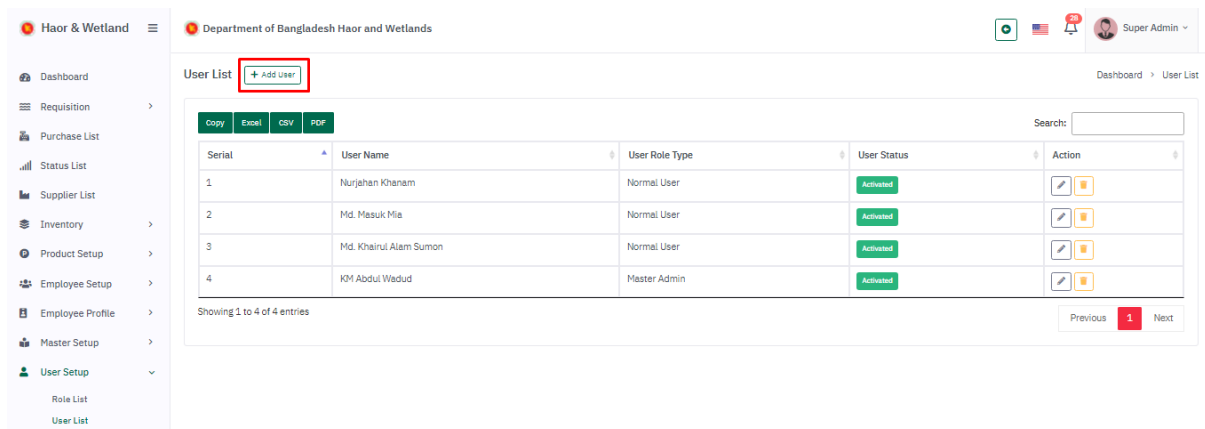 Haor & Wetland
Department of Bangladesh Haor and Wetlands
28
Super Admin
Dashboard
Requisition
Purchase List
Status List
Supplier List
Inventory
Product Setup
Employee Setup
Employee Profile
Master Setup
User Setup
Role List
User List
User List
+ Add User
Dashboard > User List
Copy Excel CSV PDF
Search:
Serial User Name User Role Type User Status Action
1 Nurjahan Khanam Normal User Activated
2 Md. Masuk Mia Normal User Activated
3 Md. Khairul Alam Sumon Normal User Activated
4 KM Abdul Wadud Master Admin Activated
Showing 1 to 4 of 4 entries
Previous 1 Next